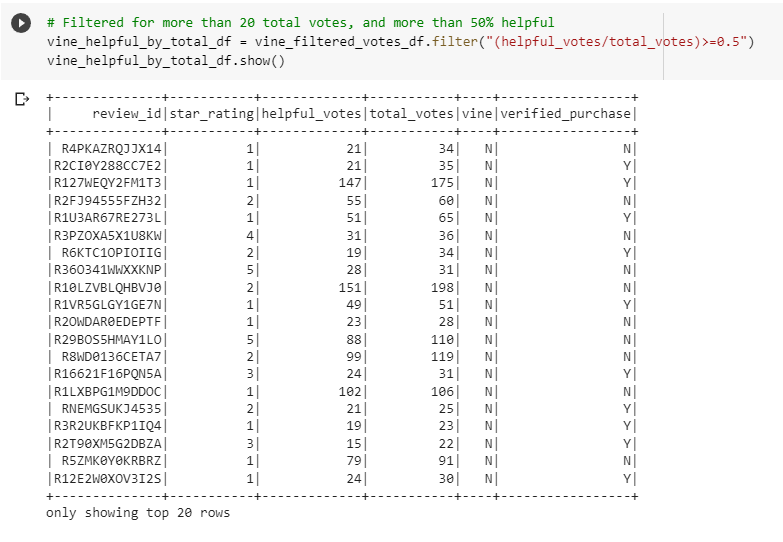 # Filtered for more than 20 total votes, and more than 50% helpful
vine_helpful_by_total_df = vine_filtered_votes_df.filter("(helpful_votes/total_votes)>=0.5")
vine_helpful_by_total_df.show()
+--------------+-----------+-------------+-----------+----+-----------------+
|     review_id|star_rating|helpful_votes|total_votes|vine|verified_purchase|
+--------------+-----------+-------------+-----------+----+-----------------+
| R4PKAZRQJJX14|          1|           21|         34|   N|                N|
|R2CI0Y288CC7E2|          1|           21|         35|   N|                Y|
|R127WEQY2FM1T3|          1|          147|        175|   N|                Y|
|R2FJ94555FZH32|          2|           55|         60|   N|                N|
|R1U3AR67RE273L|          1|           51|         65|   N|                Y|
|R3PZOXA5X1U8KW|          4|           31|         36|   N|                N|
| R6KTC1OPIOIIG|          2|           19|         34|   N|                Y|
|R36O341WWXXKNP|          5|           28|         31|   N|                N|
|R10LZVBLQHBVJ0|          2|          151|        198|   N|                N|
|R1VR5GLGY1GE7N|          1|           49|         51|   N|                Y|
|R2OWDAR0EDEPTF|          1|           23|         28|   N|                N|
|R29BOS5HMAY1LO|          5|           88|        110|   N|                N|
| R8WD0136CETA7|          2|           99|        119|   N|                N|
|R16621F16PQN5A|          3|           24|         31|   N|                Y|
|R1LXBPG1M9DDOC|          1|          102|        106|   N|                N|
| RNEMGSUKJ4535|          2|           21|         25|   N|                Y|
|R3R2UKBFKP1IQ4|          1|           19|         23|   N|                Y|
|R2T90XM5G2DBZA|          3|           15|         22|   N|                Y|
| R5ZMK0Y0KRBRZ|          1|           79|         91|   N|                N|
|R12E2W0XOV3I2S|          1|           24|         30|   N|                Y|
+--------------+-----------+-------------+-----------+----+-----------------+
only showing top 20 rows